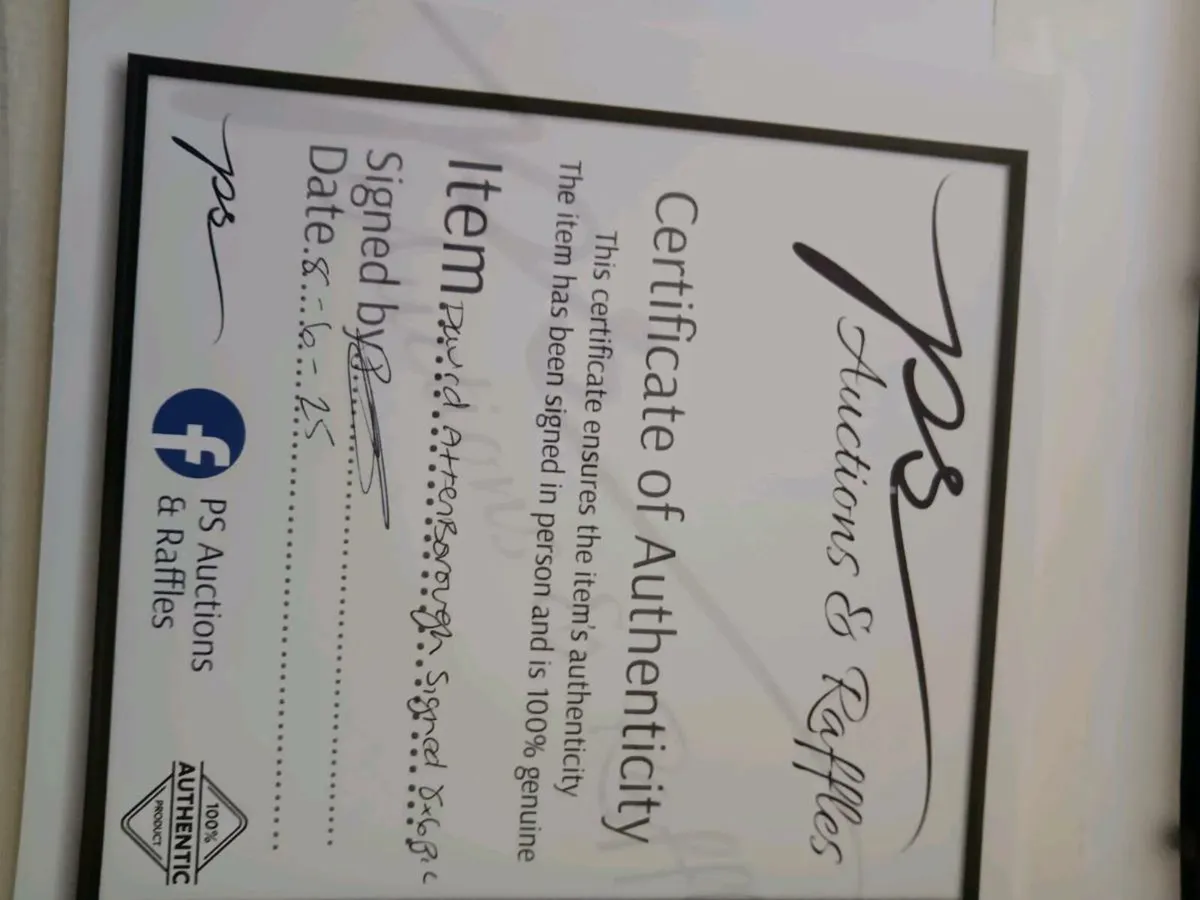 ps
Auctions & Raffles
Certificate of Authenticity
This certificate ensures the item's authenticity
The item has been signed in person and is 100% genuine
Item David Attenborough Signed 8x6 Pic
Signed by
Date 8-6-25
ps
PS Auctions
& Raffles
100%
AUTHENTIC
PRODUCT